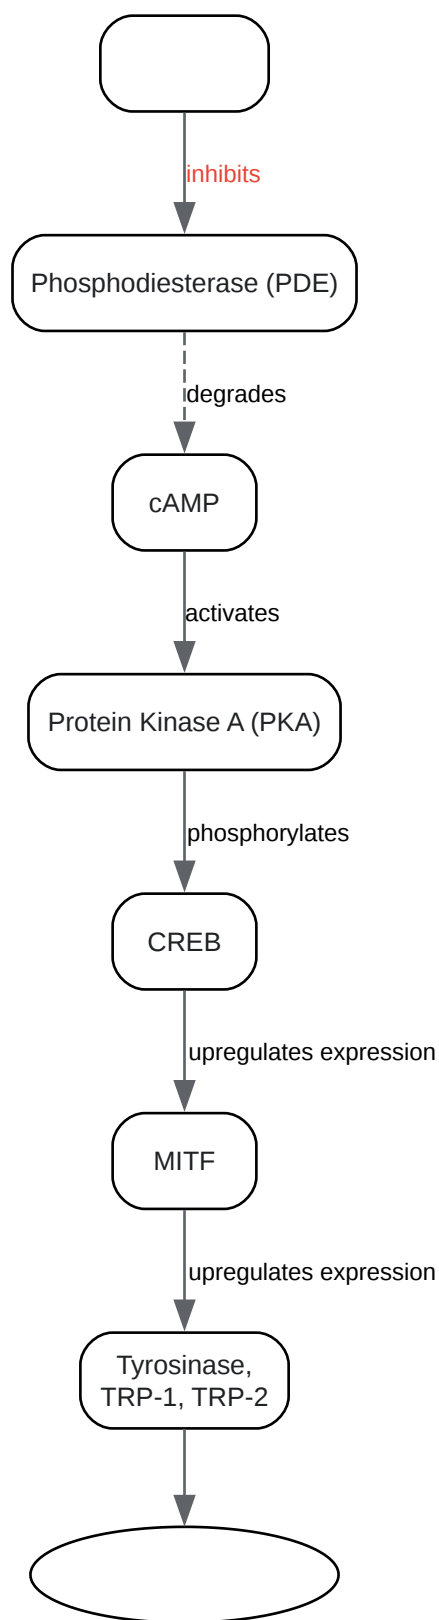 inhibits
Phosphodiesterase (PDE)
degrades
cAMP
activates
Protein Kinase A (PKA)
phosphorylates
CREB
upregulates expression
MITF
upregulates expression
Tyrosinase,
TRP-1, TRP-2